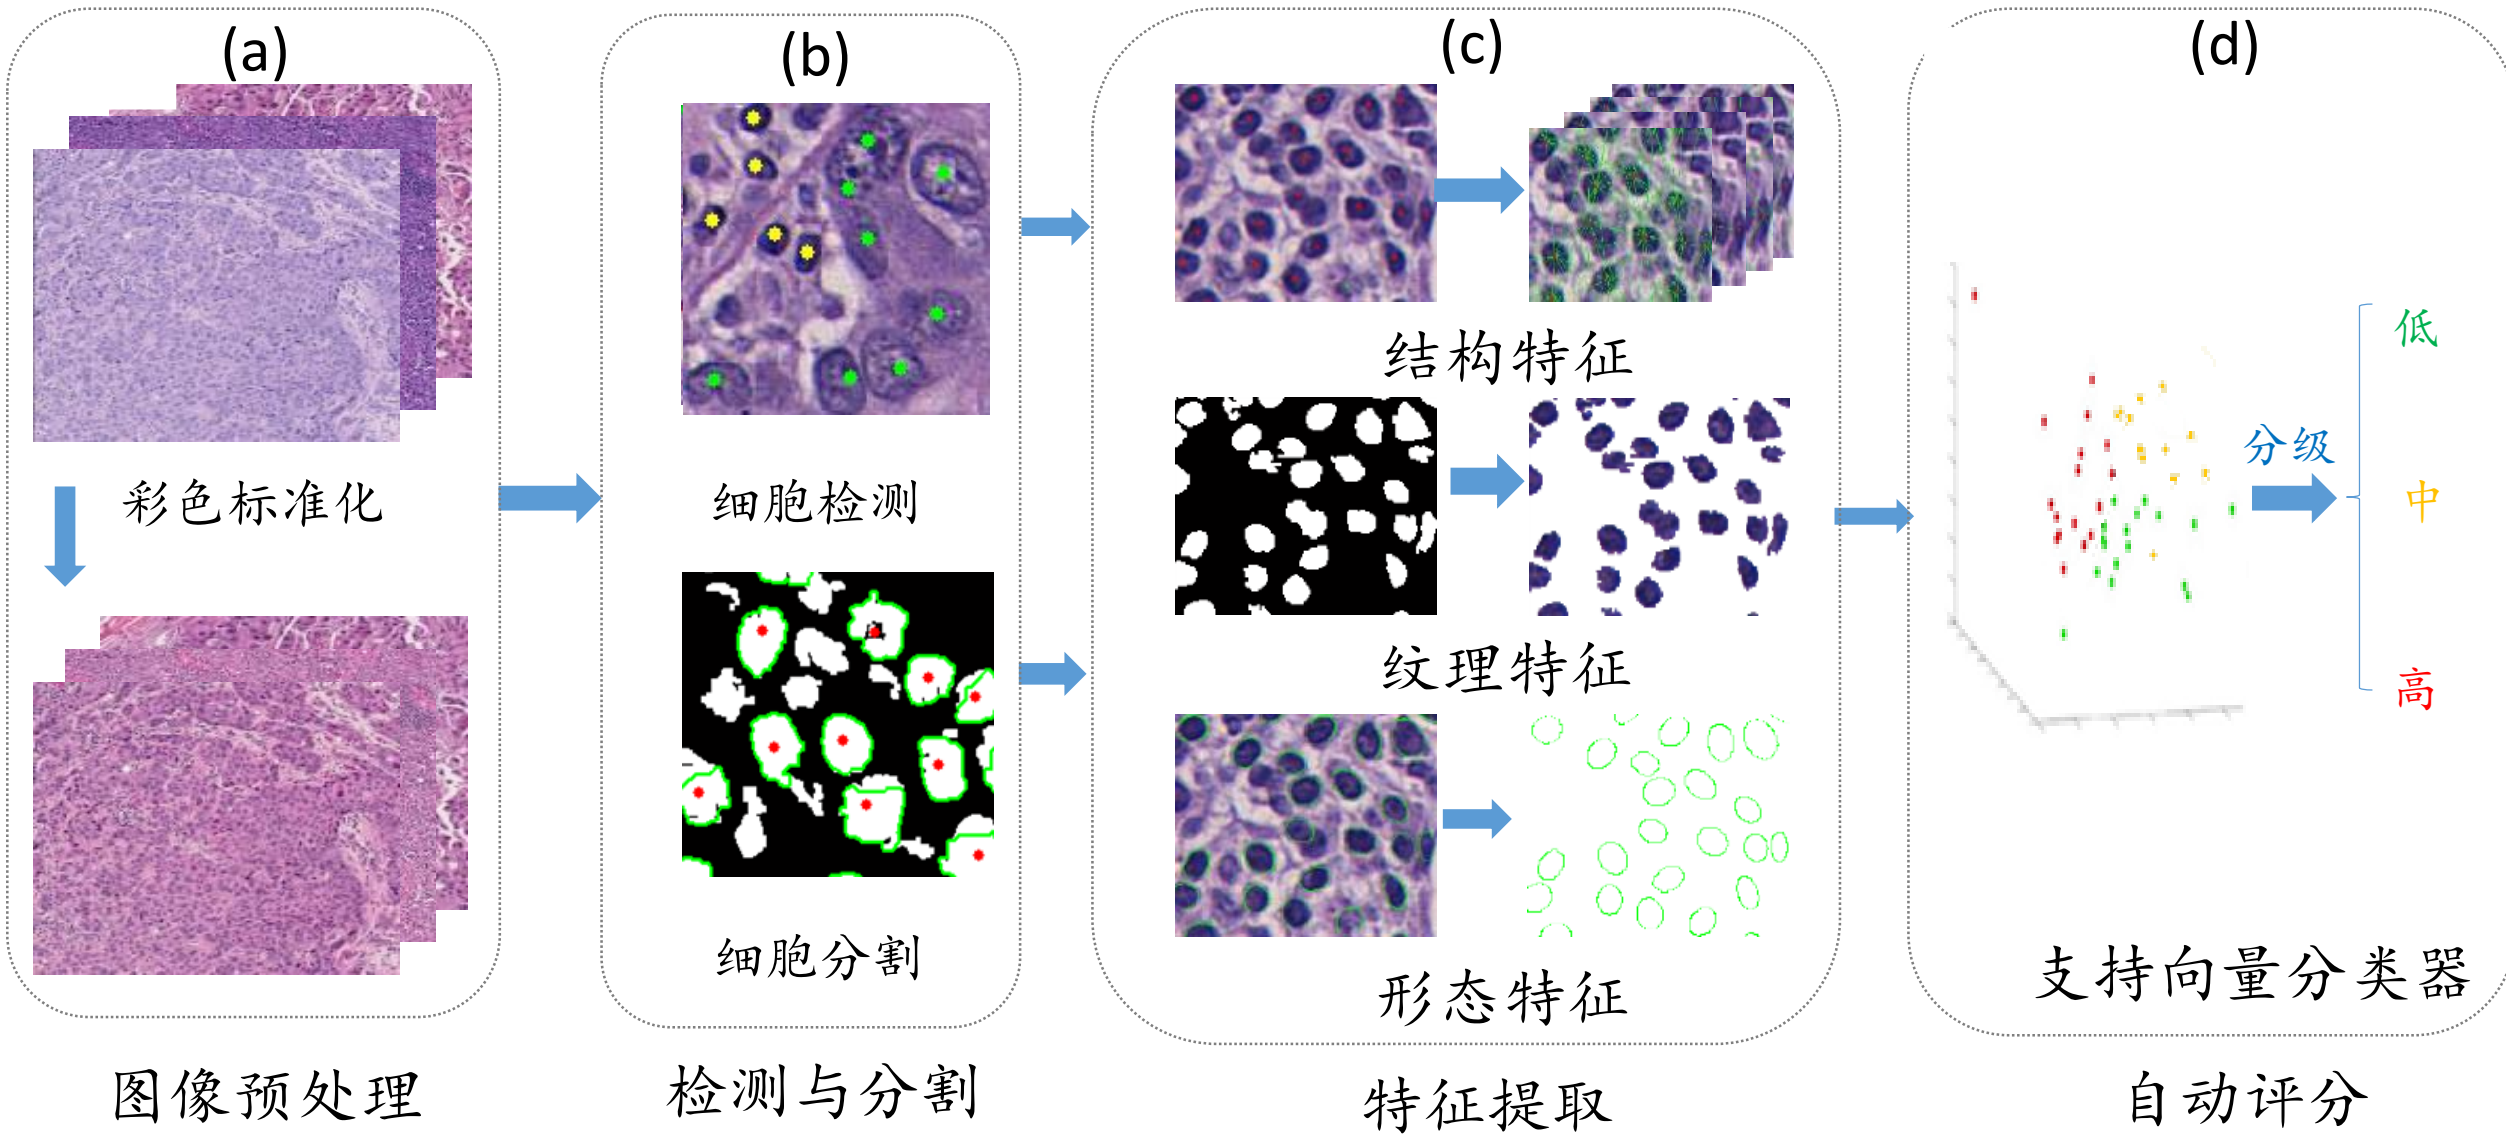 (a)
彩色标准化
图像预处理
(b)
细胞检测
细胞分割
检测与分割
(c)
结构特征
纹理特征
形态特征
特征提取
(d)
分级
低
中
高
支持向量分类器
自动评分